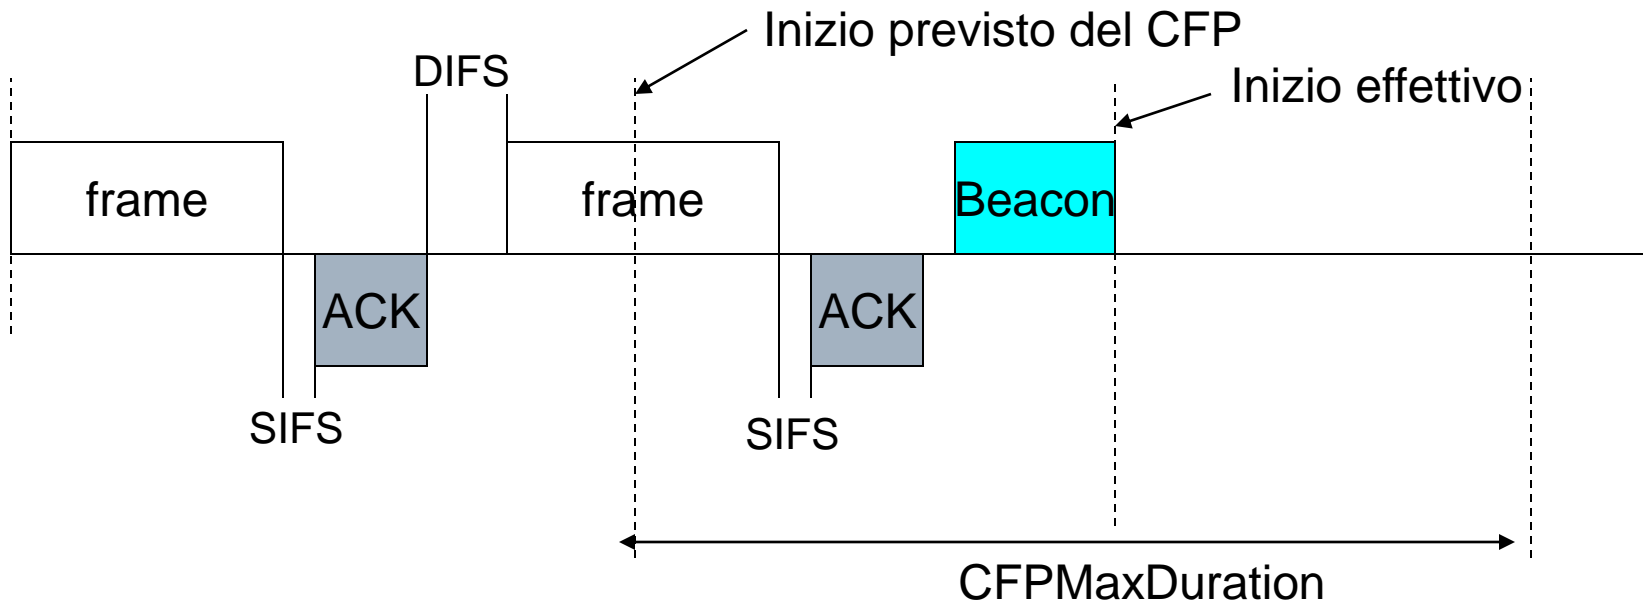 Inizio previsto del CFP
DIFS
Inizio effettivo
frame
frame
Beacon
ACK
ACK
SIFS
SIFS
CFPMaxDuration